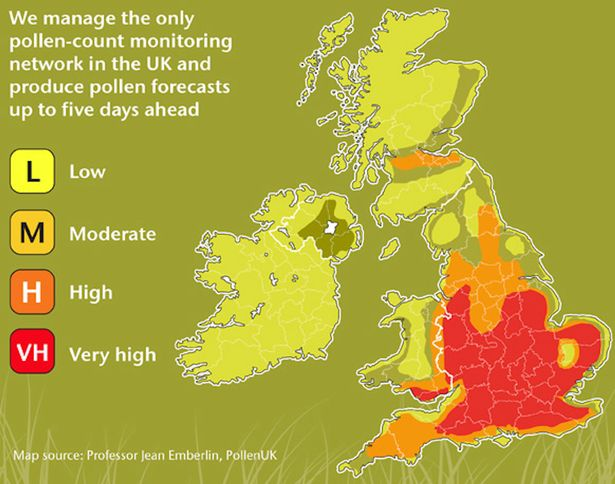 We manage the only
pollen-count monitoring
network in the UK and
produce pollen forecasts
up to five days ahead
L Low
M Moderate
H High
VH Very high
Map source: Professor Jean Emberlin, PollenUK